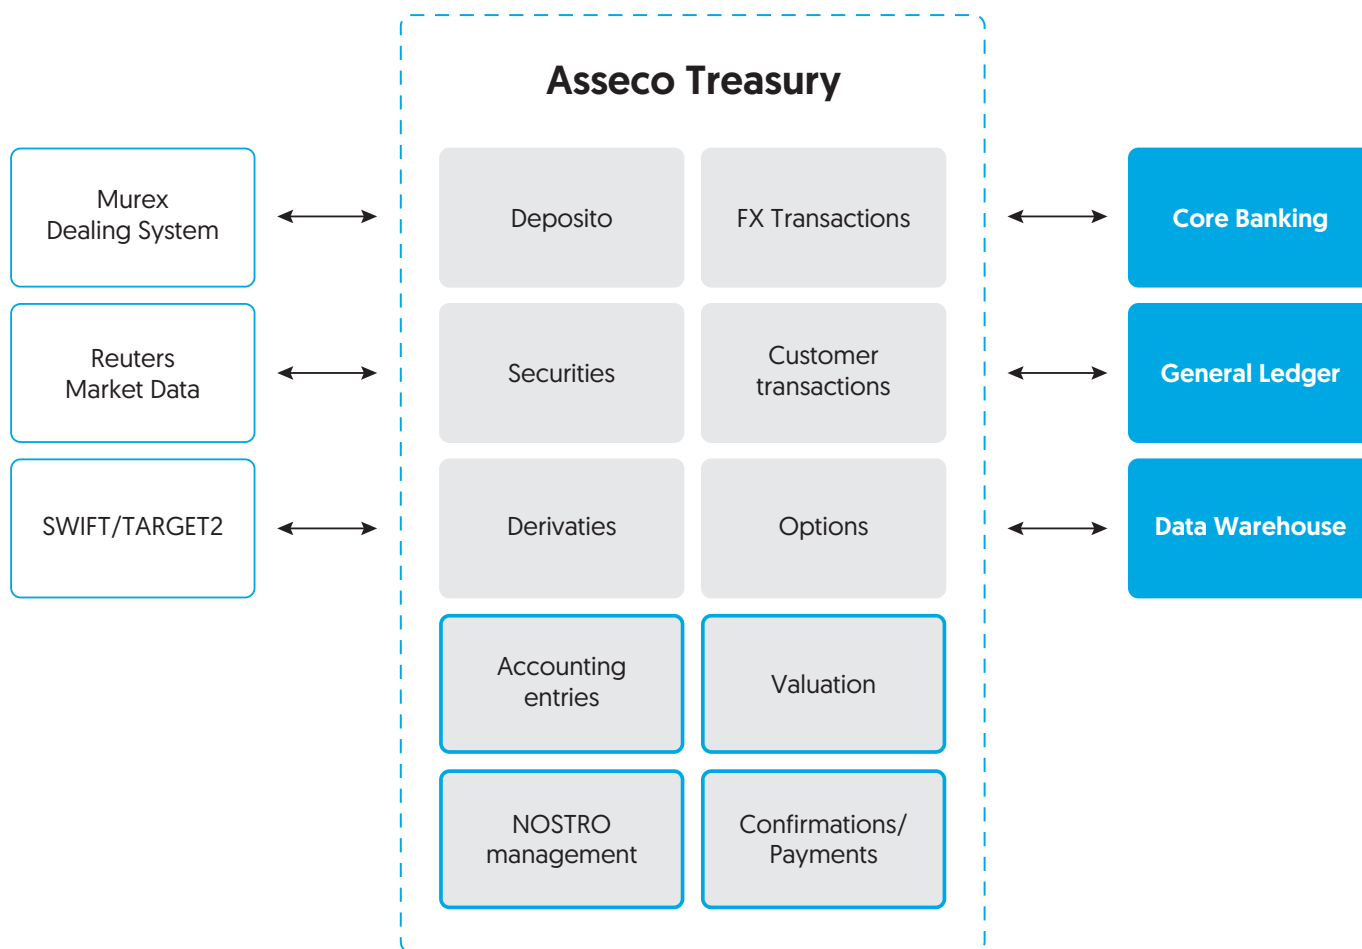 Asseco Treasury
Murex
Dealing System
Deposito
FX Transactions
Core Banking
Reuters
Market Data
Securities
Customer
transactions
General Ledger
SWIFT/TARGET2
Derivaties
Options
Data Warehouse
Accounting
entries
Valuation
NOSTRO
management
Confirmations/
Payments